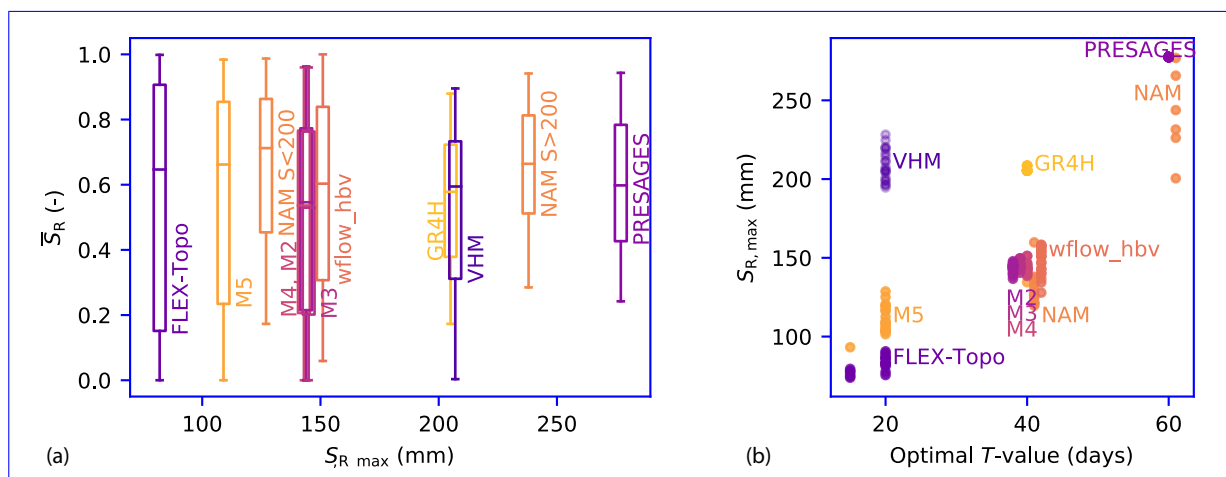 1.0
0.8
0.6
0.4
0.2
0.0
S̅R (-)
FLEX-Topo
M5
NAM S<200
M4, M2
M3
wflow_hbv
GR4H
VHM
NAM S>200
PRESAGES
100
150
200
250
(a)
S,R max (mm)
250
200
150
100
SR, max (mm)
PRESAGES
NAM
VHM
GR4H
wflow_hbv
M2
M5
M3
NAM
M4
FLEX-Topo
20
40
60
(b)
Optimal T-value (days)